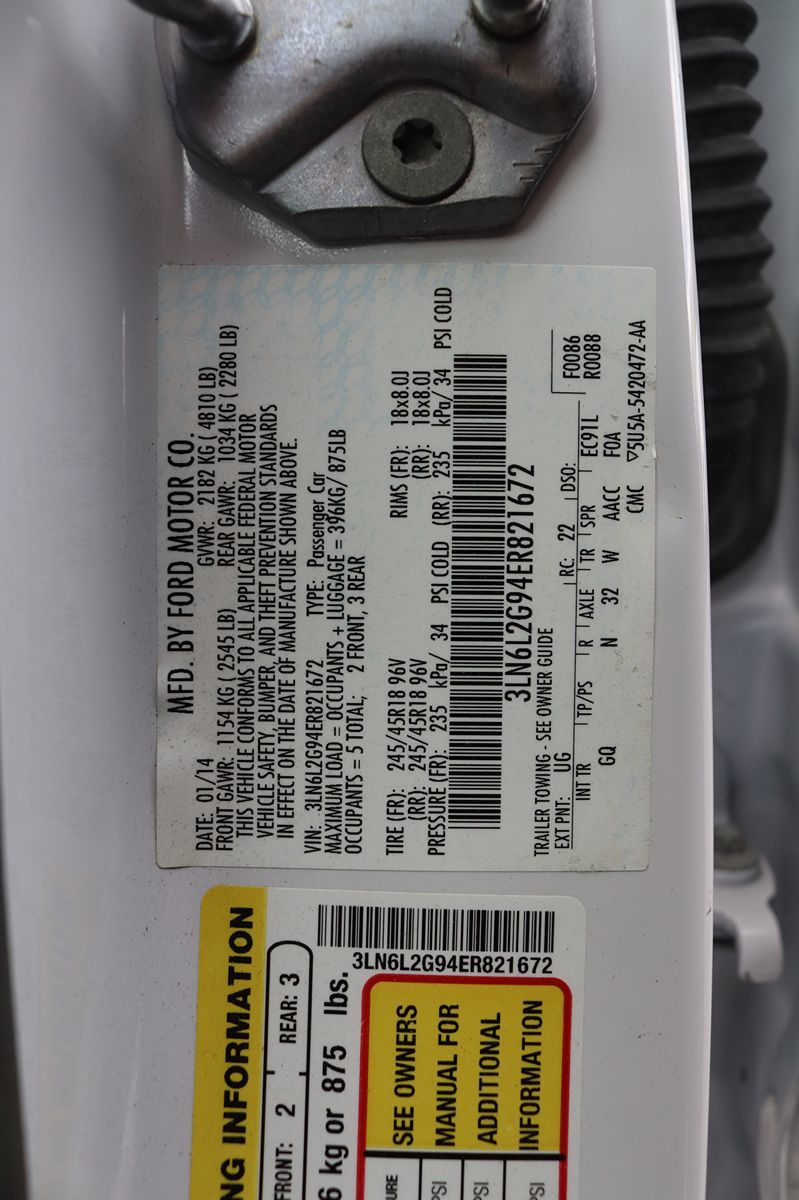 MFD. BY FORD MOTOR CO.
DATE: 01/14 GVWR: 2182 KG ( 4810 LB)
FRONT GAWR: 1154 KG ( 2545 LB) REAR GAWR: 1034 KG ( 2280 LB)
THIS VEHICLE CONFORMS TO ALL APPLICABLE FEDERAL MOTOR
VEHICLE SAFETY, BUMPER, AND THEFT PREVENTION STANDARDS
IN EFFECT ON THE DATE OF MANUFACTURE SHOWN ABOVE.
VIN: 3LN6L2G94ER821672 TYPE: Passenger Car
MAXIMUM LOAD = OCCUPANTS + LUGGAGE = 396KG/ 875LB
OCCUPANTS = 5 TOTAL; 2 FRONT, 3 REAR
TIRE (FR): 245/45R18 96V RIMS (FR): 18x8.0J
(RR): 245/45R18 96V (RR): 18x8.0J
PRESSURE (FR): 235 kPa/ 34 PSI COLD (RR): 235 kPa/ 34 PSI COLD
3LN6L2G94ER821672
TRAILER TOWING - SEE OWNER GUIDE
EXT PNT: UG RC: 22 DSO: F0086
R0088
INT TR TP/PS R AXLE TR SPR EC91L
GQ N 32 W AACC F0A
CMC ▽5U5A-5420472-AA
3LN6L2G94ER821672
NG INFORMATION
FRONT: 2 REAR: 3
6 kg or 875 lbs.
SEE OWNERS
MANUAL FOR
ADDITIONAL
INFORMATION
URE
PSI
PSI
PSI